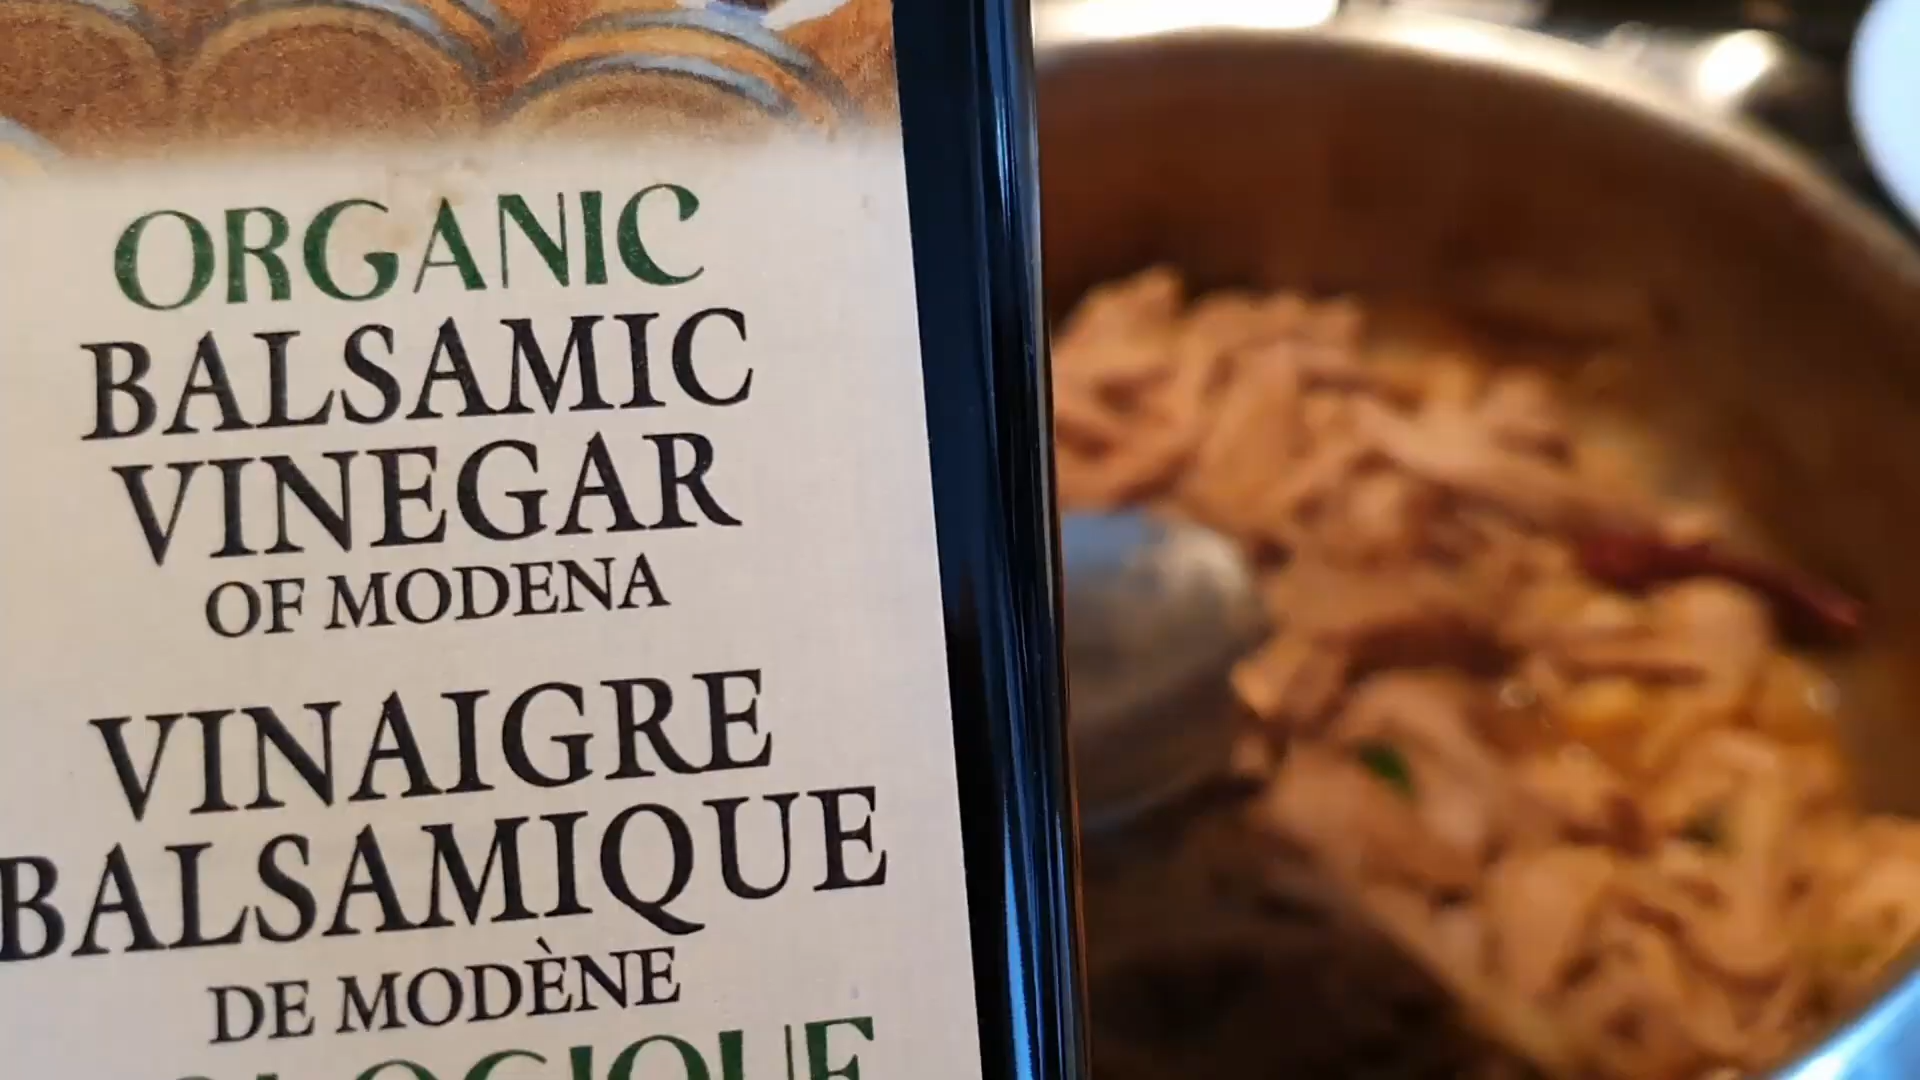 ORGANIC
BALSAMIC
VINEGAR
OF MODENA
VINAIGRE
BALSAMIQUE
DE MODÈNE